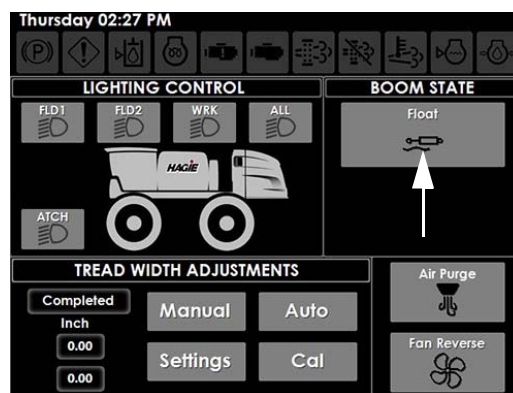 Thursday 02:27 PM
(P)
LIGHTING CONTROL
BOOM STATE
FLD1
FLD2
WRK
ALL
Float
HAGIE
ATCH
TREAD WIDTH ADJUSTMENTS
Completed
Inch
0.00
0.00
Manual
Auto
Settings
Cal
Air Purge
Fan Reverse